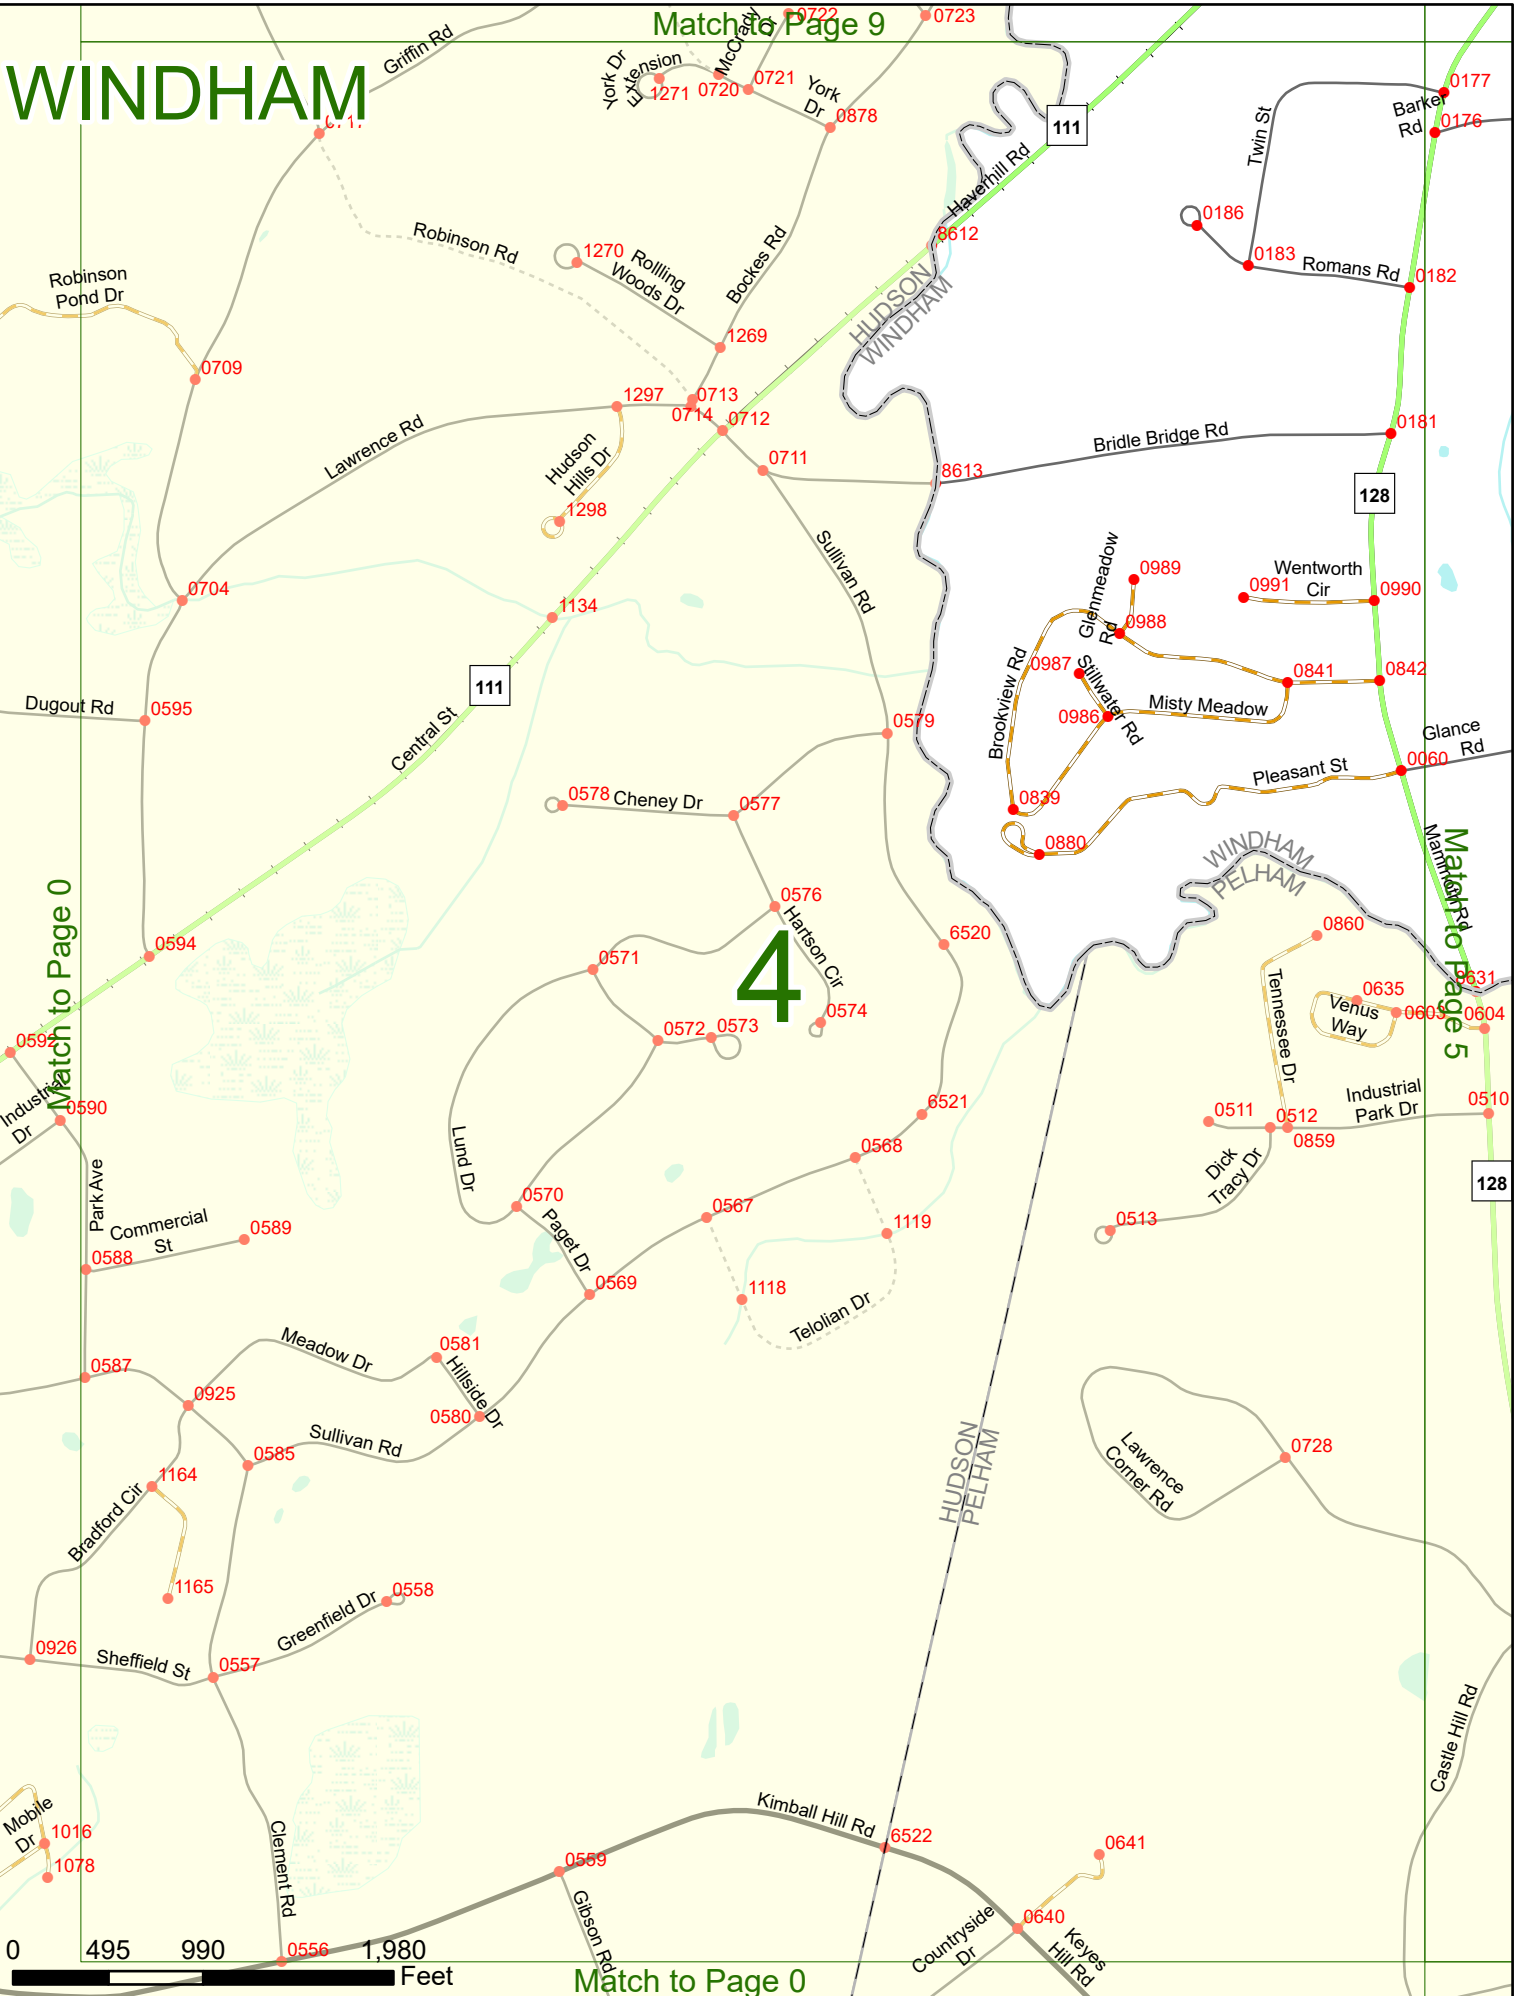 Match to Page 9
WINDHAM
Griffin Rd
York Dr
Extension
McCrady
Dr
0722
0723
1271
0720
0721
York
Dr
0878
111
Haverhill Rd
8612
Twin St
Barker
Rd
0177
0176
0186
0183
Romans Rd
0182
Robinson Rd
1270
Rollling
Woods Dr
Bockes Rd
1269
HUDSON
WINDHAM
Robinson
Pond Dr
0709
1297
0713
0714
0712
Lawrence Rd
Hudson
Hills Dr
1298
0711
8613
Bridle Bridge Rd
0181
128
Sullivan Rd
0704
1134
Glenmeadow
Rd
0989
0988
Wentworth
Cir
0991
0990
Dugout Rd
0595
111
Central St
0579
Brookview Rd
0987
Stillwater Rd
0986
Misty Meadow
0841
0842
Glance
Rd
0060
Pleasant St
0839
0880
0578
Cheney Dr
0577
0576
Hartson Cir
4
0574
WINDHAM
PELHAM
Mammoth Rd
Match to Page 5
0860
8631
Tennessee Dr
0635
Venus
Way
0603
0604
Match to Page 0
0594
0571
6520
0572
0573
0592
Industrial
Dr
0590
Park Ave
Lund Dr
6521
0568
0511
0512
0859
Industrial
Park Dr
0510
128
Dick
Tracy Dr
0513
Commercial
St
0589
0588
0570
Paget Dr
0567
1119
0569
1118
Telolian Dr
Meadow Dr
0581
Hillside Dr
0580
0587
0925
0585
Sullivan Rd
1164
Bradford Cir
1165
HUDSON
PELHAM
Lawrence
Corner Rd
0728
0926
Sheffield St
0557
Greenfield Dr
0558
Castle Hill Rd
Mobile
Dr
1016
1078
Clement Rd
Kimball Hill Rd
6522
0641
0559
Gibson Rd
0640
Countryside
Dr
Keyes
Hill Rd
0556
0 495 990 1,980
Feet
Match to Page 0